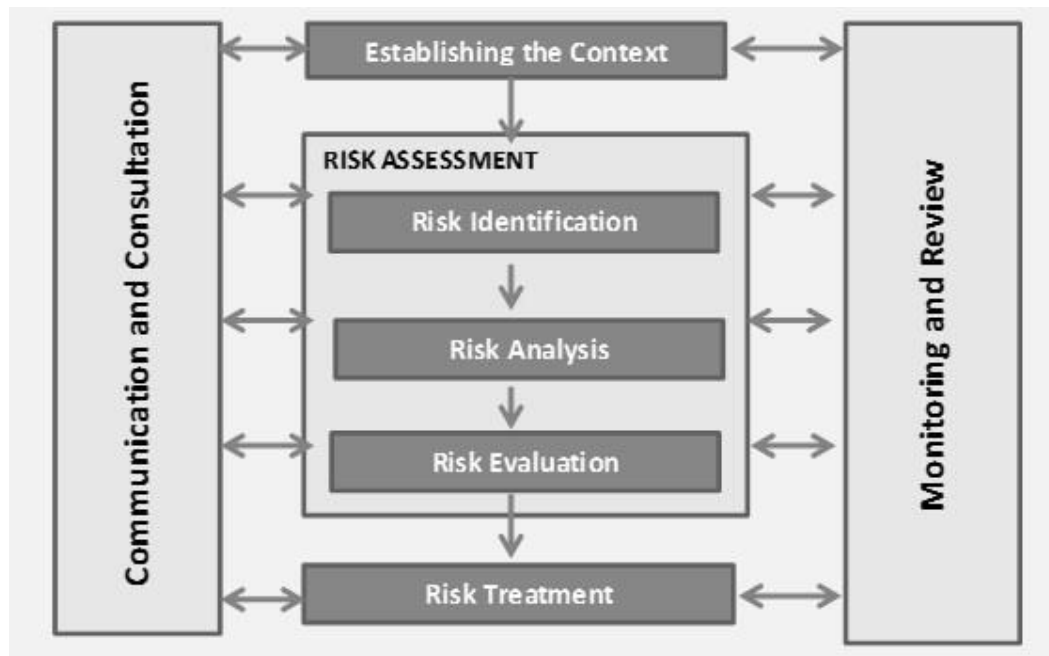 Communication and Consultation
Establishing the Context
RISK ASSESSMENT
Risk Identification
Risk Analysis
Risk Evaluation
Risk Treatment
Monitoring and Review